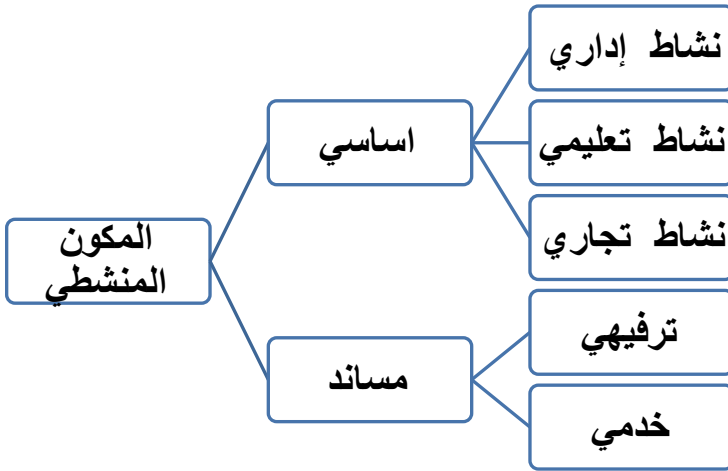 نشاط إداري
اساسي
نشاط تعليمي
نشاط تجاري
المكون
المنشطي
ترفيهي
مساند
خدمي